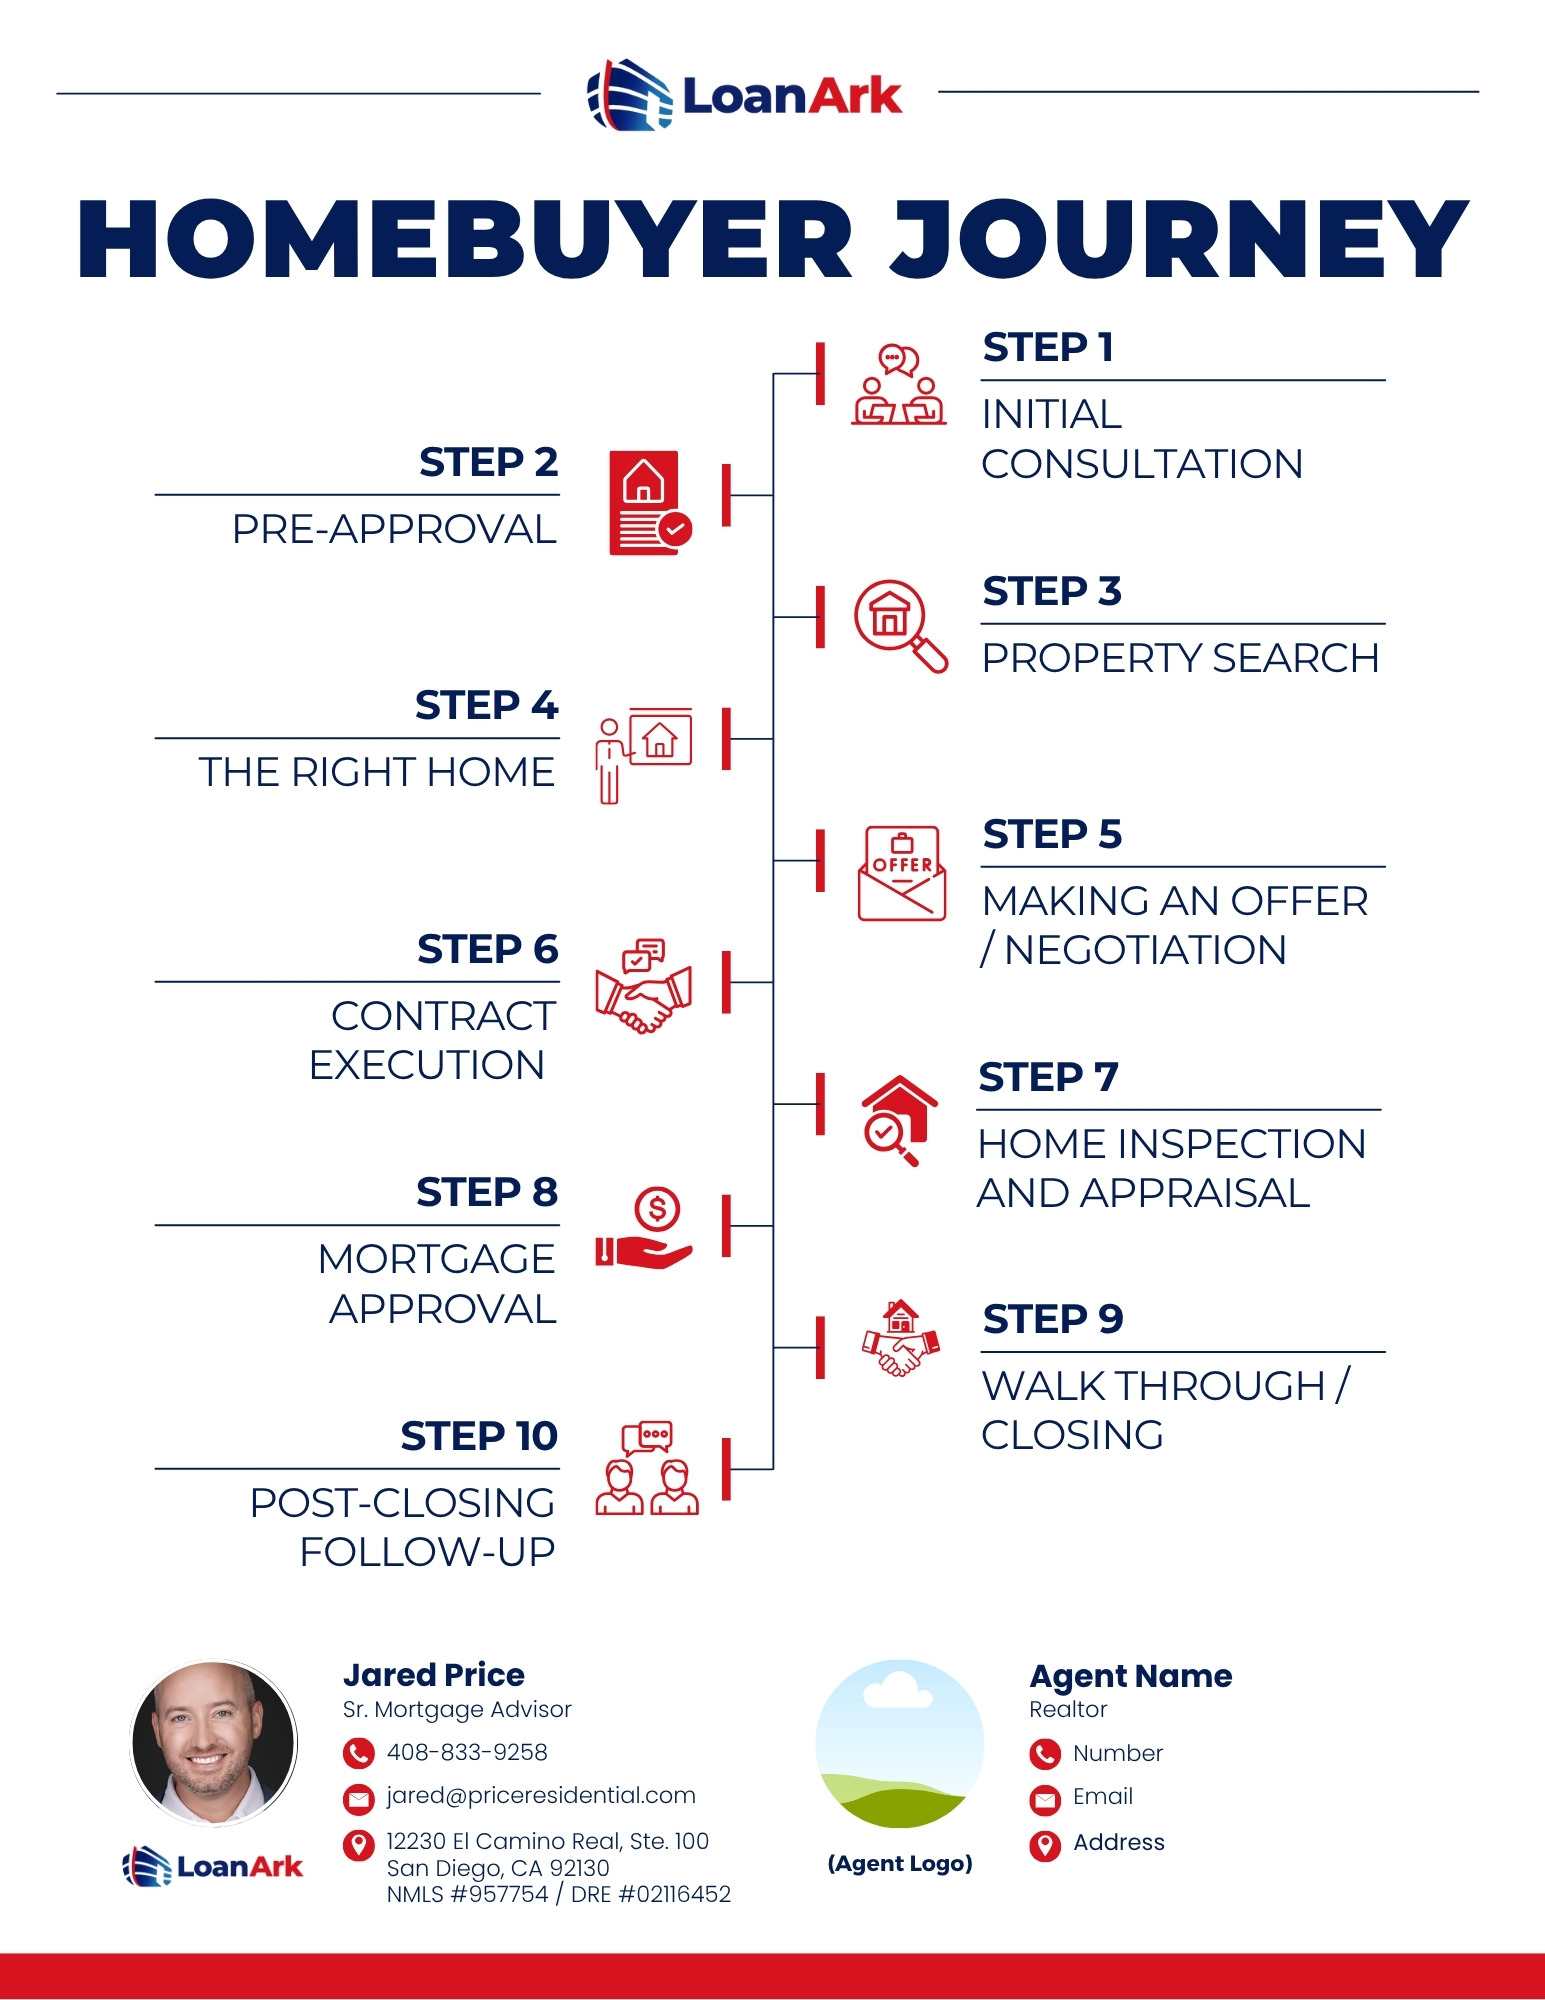 LoanArk
HOMEBUYER JOURNEY
STEP 1
INITIAL
CONSULTATION
STEP 2
PRE-APPROVAL
STEP 3
PROPERTY SEARCH
STEP 4
THE RIGHT HOME
STEP 5
OFFER
MAKING AN OFFER
/ NEGOTIATION
STEP 6
CONTRACT
EXECUTION
STEP 7
HOME INSPECTION
AND APPRAISAL
STEP 8
$
MORTGAGE
APPROVAL
STEP 9
WALK THROUGH /
CLOSING
STEP 10
POST-CLOSING
FOLLOW-UP
Jared Price
Sr. Mortgage Advisor
408-833-9258
jared@priceresidential.com
12230 El Camino Real, Ste. 100
San Diego, CA 92130
NMLS #957754 / DRE #02116452
LoanArk
Agent Name
Realtor
Number
Email
Address
(Agent Logo)